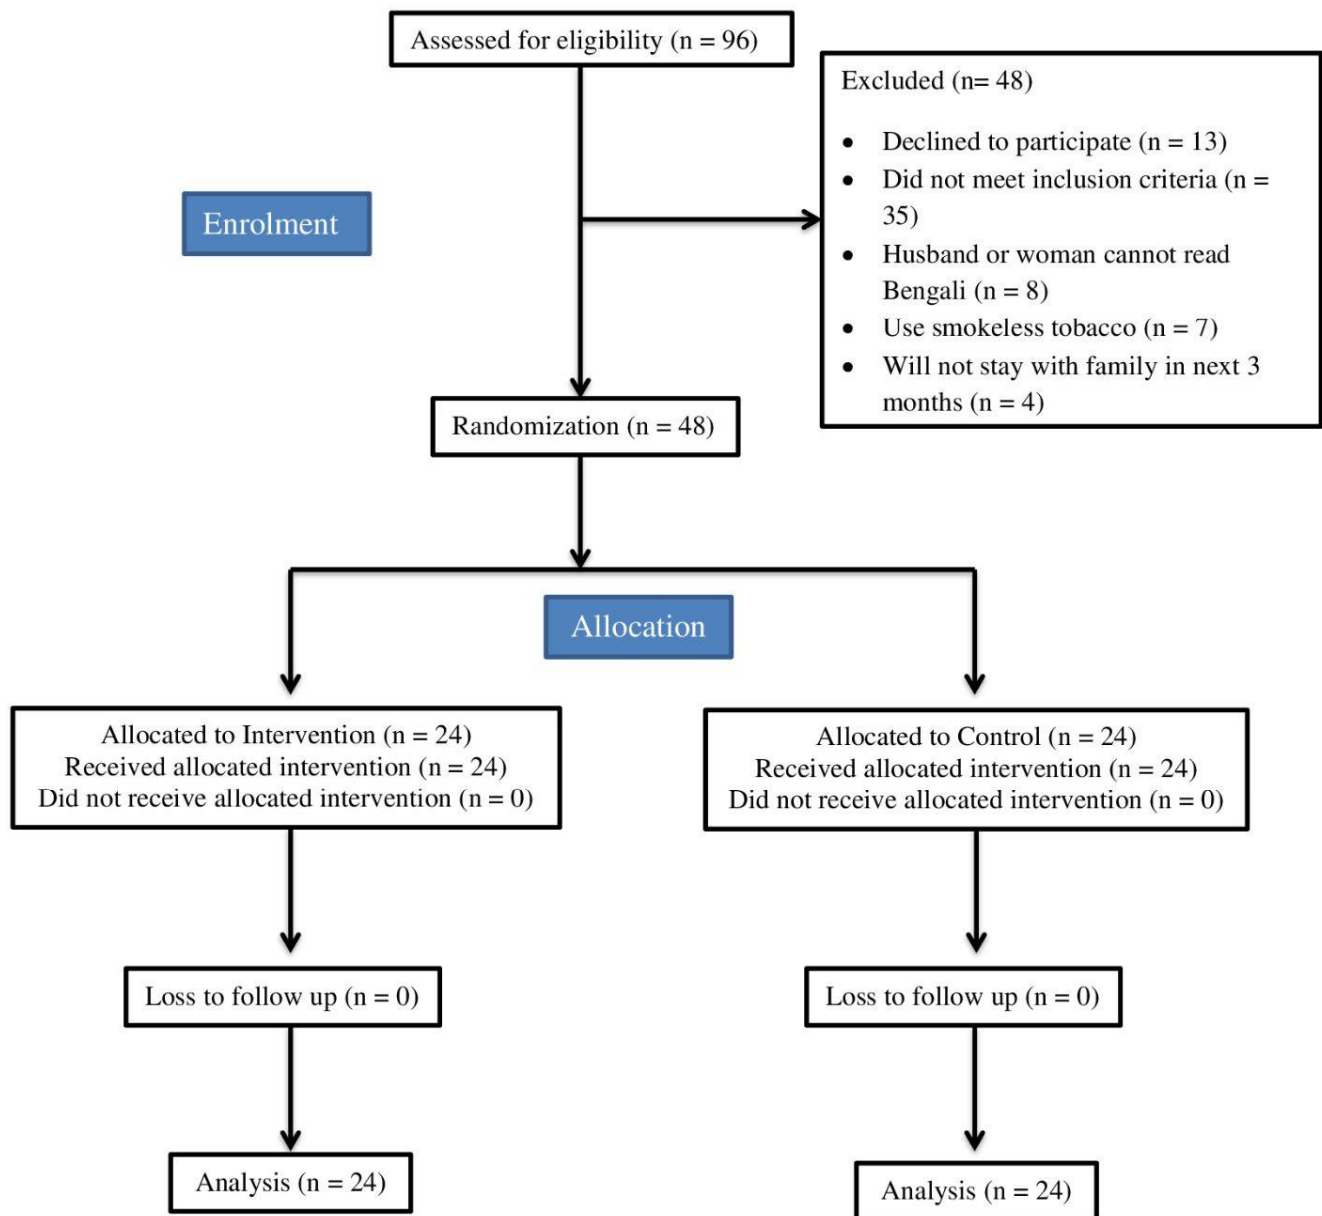 Assessed for eligibility (n = 96)
Excluded (n= 48)
• Declined to participate (n = 13)
• Did not meet inclusion criteria (n =
35)
• Husband or woman cannot read
Bengali (n = 8)
• Use smokeless tobacco (n = 7)
• Will not stay with family in next 3
months (n = 4)
Enrolment
Randomization (n = 48)
Allocation
Allocated to Intervention (n = 24)
Received allocated intervention (n = 24)
Did not receive allocated intervention (n = 0)
Allocated to Control (n = 24)
Received allocated intervention (n = 24)
Did not receive allocated intervention (n = 0)
Loss to follow up (n = 0)
Loss to follow up (n = 0)
Analysis (n = 24)
Analysis (n = 24)